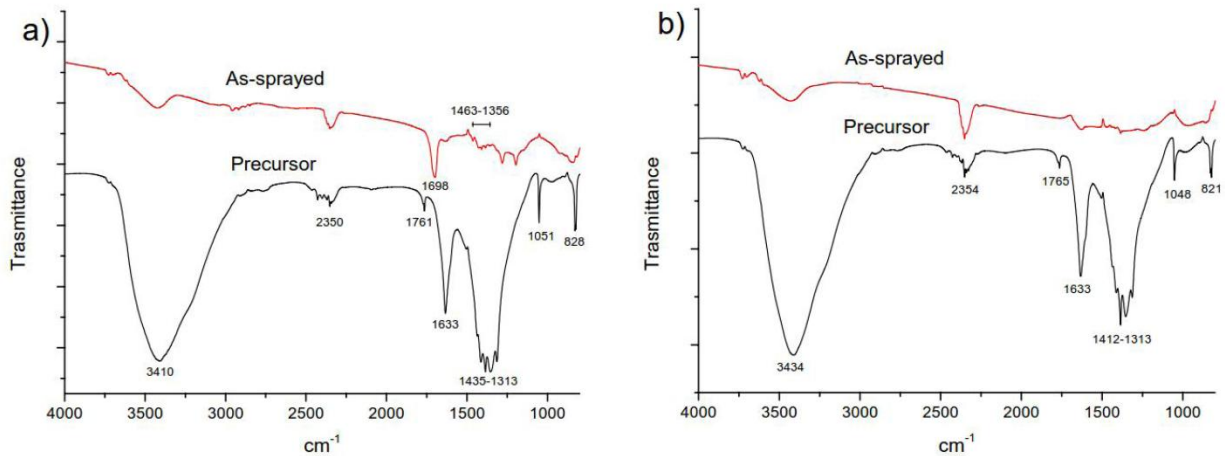 a)
As-sprayed
1463-1356
Precursor
1698
2350
1761
1051
828
1633
3410
1435-1313
Trasmittance
4000 3500 3000 2500 2000 1500 1000
cm-1
b)
As-sprayed
Precursor
2354
1765
1048
821
1633
1412-1313
3434
Trasmittance
4000 3500 3000 2500 2000 1500 1000
cm-1